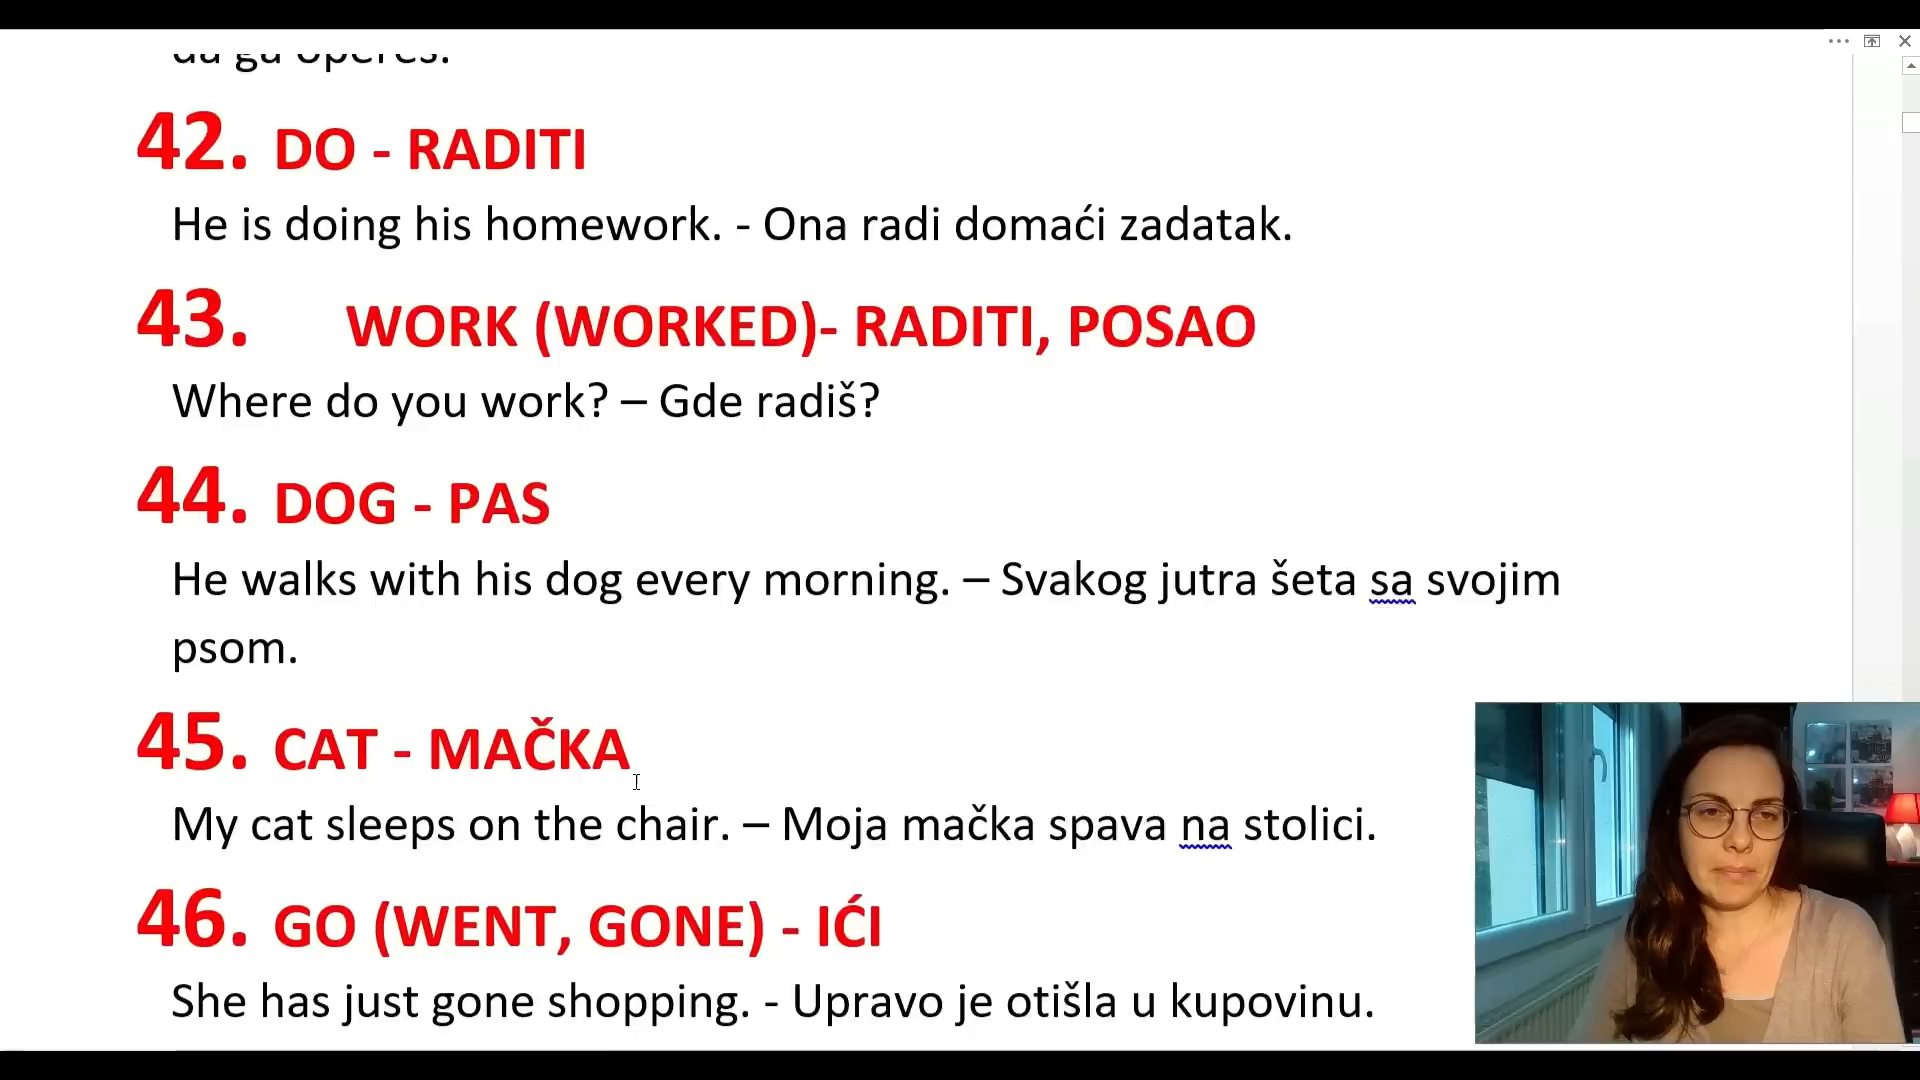 da ga opereš.
42. DO - RADITI
He is doing his homework. - Ona radi domaći zadatak.
43. WORK (WORKED)- RADITI, POSAO
Where do you work? – Gde radiš?
44. DOG - PAS
He walks with his dog every morning. – Svakog jutra šeta sa svojim
psom.
45. CAT - MAČKA
My cat sleeps on the chair. – Moja mačka spava na stolici.
46. GO (WENT, GONE) - IĆI
She has just gone shopping. - Upravo je otišla u kupovinu.